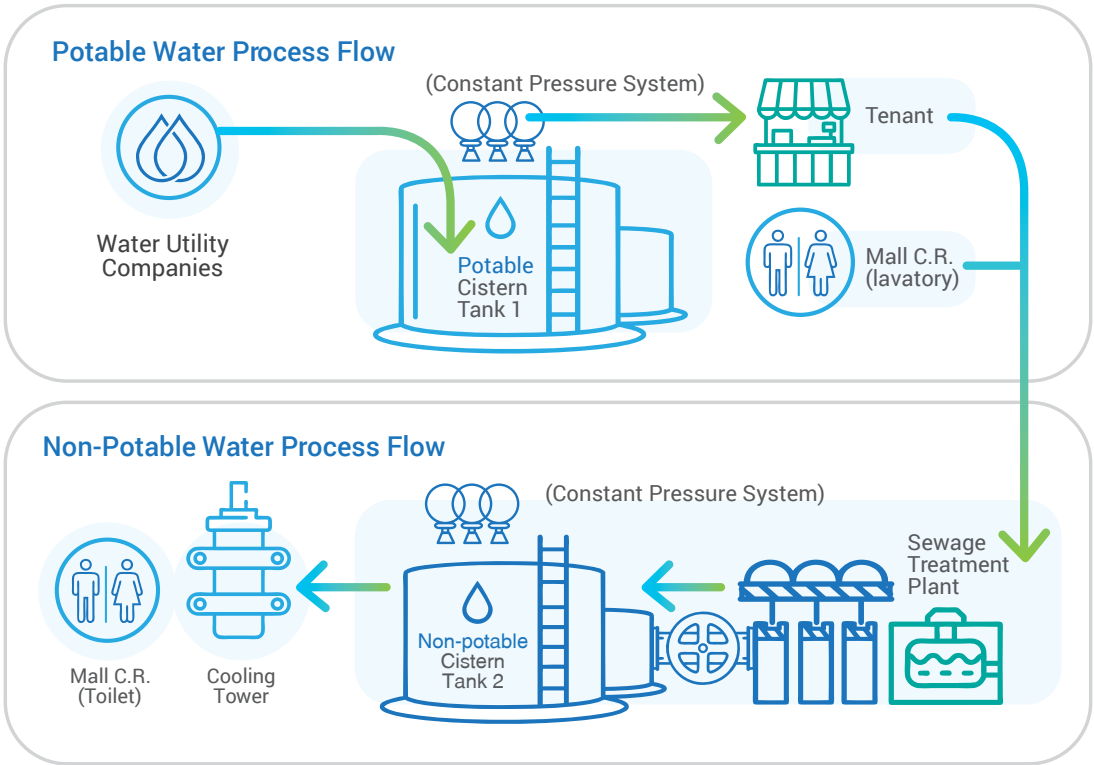 Potable Water Process Flow
(Constant Pressure System)
Tenant
Water Utility
Companies
Potable
Cistern
Tank 1
Mall C.R.
(lavatory)
Non-Potable Water Process Flow
(Constant Pressure System)
Sewage
Treatment
Plant
Non-potable
Cistern
Tank 2
Mall C.R.
(Toilet)
Cooling
Tower